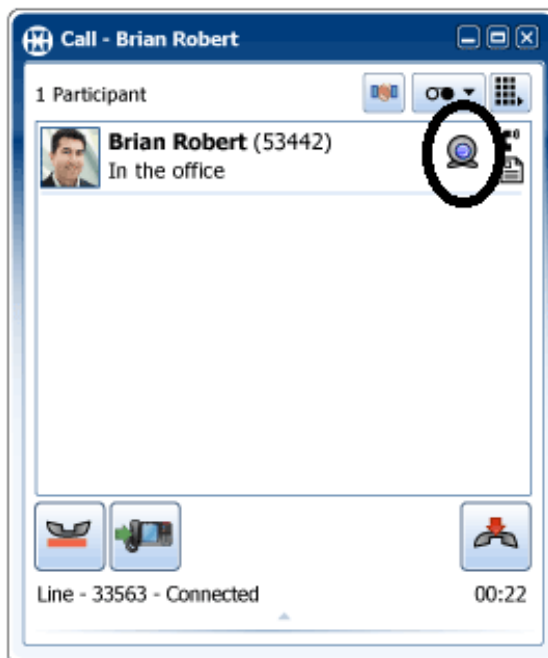 Call - Brian Robert
1 Participant
Brian Robert (53442)
In the office
Line - 33563 - Connected
00:22